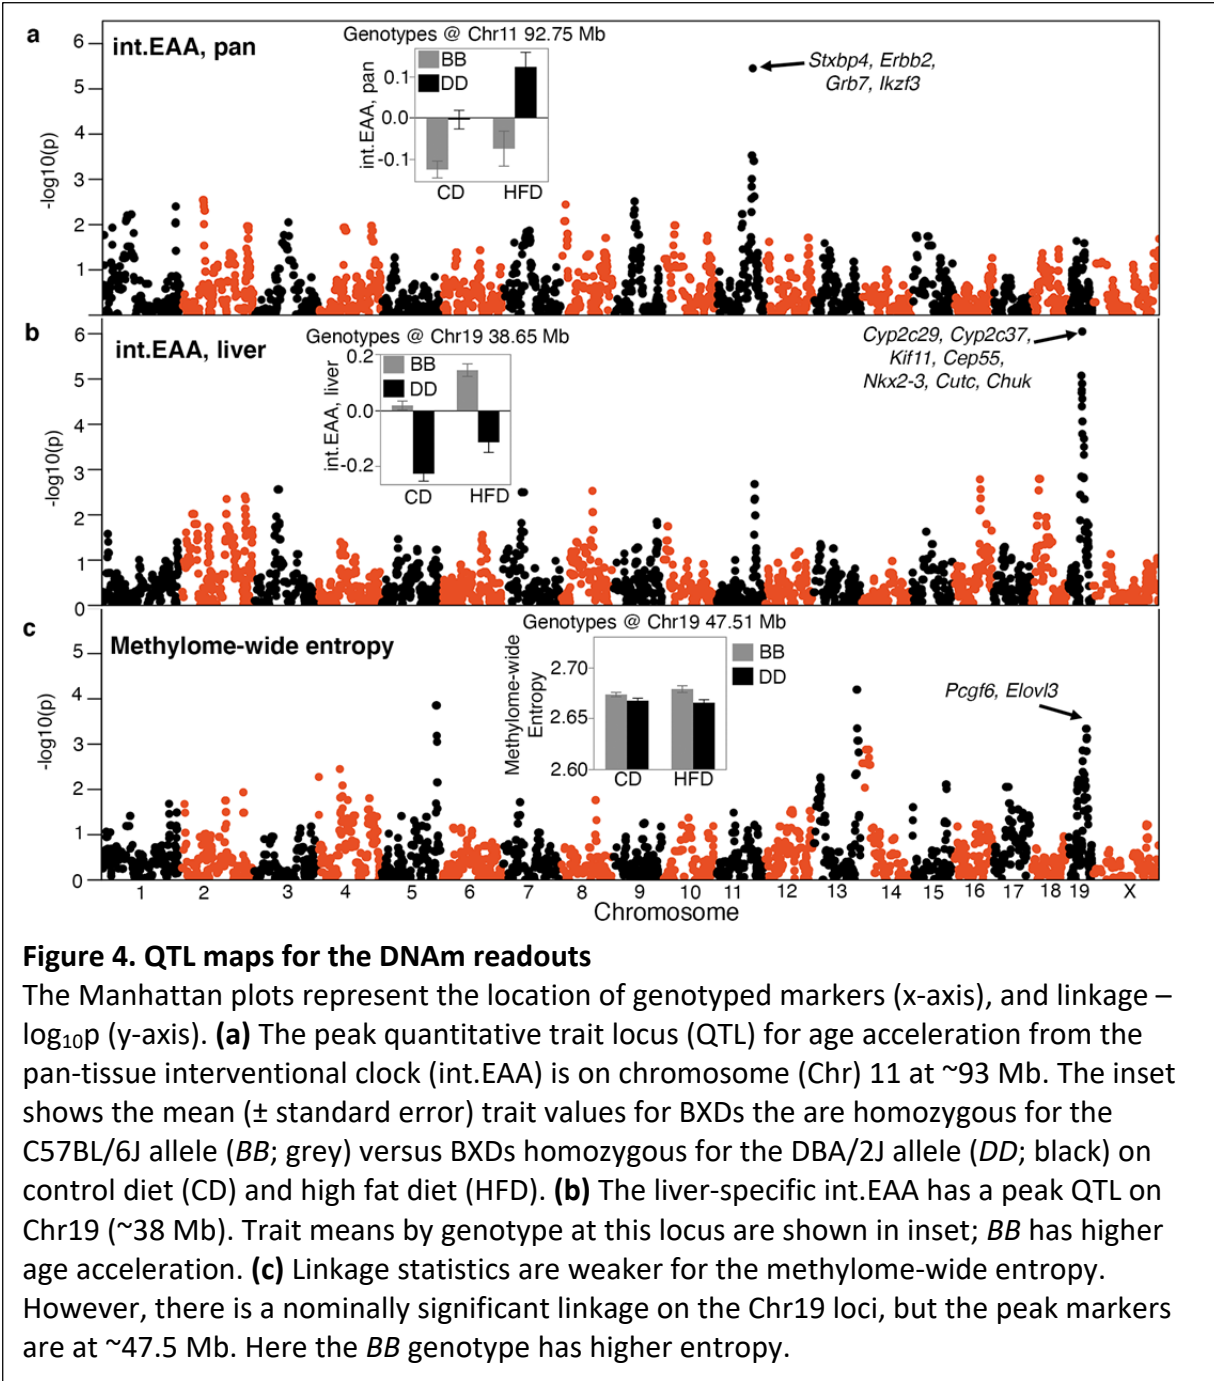 a
int.EAA, pan
Genotypes @ Chr11 92.75 Mb
BB
DD
int.EAA, pan
0.1
0.0
-0.1
CD HFD
Stxbp4, Erbb2,
Grb7, Ikzf3
-log10(p)
6
5
4
3
2
1
b
int.EAA, liver
Genotypes @ Chr19 38.65 Mb
BB
DD
int.EAA, liver
0.2
0.0
-0.2
CD HFD
Cyp2c29, Cyp2c37,
Kif11, Cep55,
Nkx2-3, Cutc, Chuk
-log10(p)
6
5
4
3
2
1
0
c
Methylome-wide entropy
Genotypes @ Chr19 47.51 Mb
BB
DD
Methylome-wide
Entropy
2.70
2.65
2.60
CD HFD
Pcgf6, Elovl3
-log10(p)
5
4
3
2
1
0
1 2 3 4 5 6 7 8 9 10 11 12 13 14 15 16 17 18 19 X
Chromosome
Figure 4. QTL maps for the DNAm readouts
The Manhattan plots represent the location of genotyped markers (x-axis), and linkage –
log₁₀p (y-axis). (a) The peak quantitative trait locus (QTL) for age acceleration from the
pan-tissue interventional clock (int.EAA) is on chromosome (Chr) 11 at ~93 Mb. The inset
shows the mean (± standard error) trait values for BXDs the are homozygous for the
C57BL/6J allele (BB; grey) versus BXDs homozygous for the DBA/2J allele (DD; black) on
control diet (CD) and high fat diet (HFD). (b) The liver-specific int.EAA has a peak QTL on
Chr19 (~38 Mb). Trait means by genotype at this locus are shown in inset; BB has higher
age acceleration. (c) Linkage statistics are weaker for the methylome-wide entropy.
However, there is a nominally significant linkage on the Chr19 loci, but the peak markers
are at ~47.5 Mb. Here the BB genotype has higher entropy.